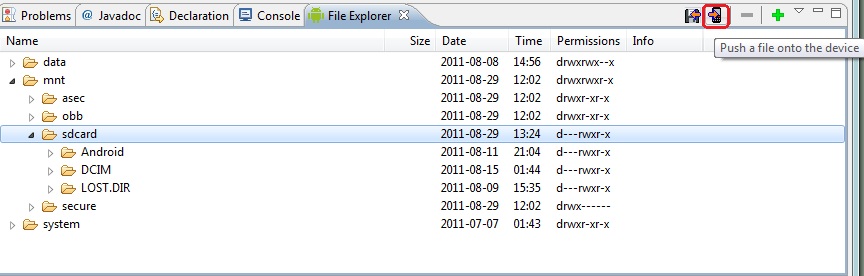 Problems @ Javadoc Declaration Console File Explorer
Name Size Date Time Permissions Info
Push a file onto the device
data 2011-08-08 14:56 drwxrwx--x
mnt 2011-08-29 12:02 drwxrwxr-x
asec 2011-08-29 12:02 drwxr-xr-x
obb 2011-08-29 12:02 drwxr-xr-x
sdcard 2011-08-29 13:24 d---rwxr-x
Android 2011-08-11 21:04 d---rwxr-x
DCIM 2011-08-15 01:44 d---rwxr-x
LOST.DIR 2011-08-09 15:35 d---rwxr-x
secure 2011-08-29 12:02 drwx------
system 2011-07-07 01:43 drwxr-xr-x